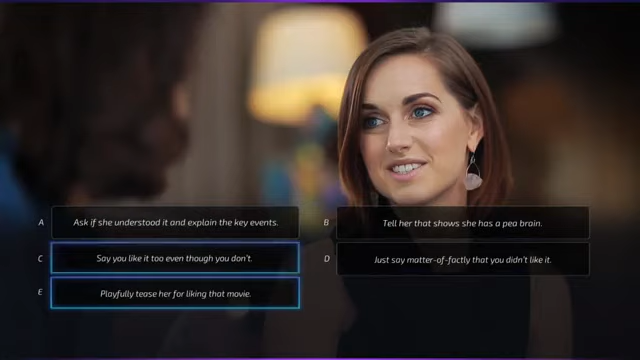 A Ask if she understood it and explain the key events.
B Tell her that shows she has a pea brain.
C Say you like it too even though you don't.
D Just say matter-of-factly that you didn't like it.
E Playfully tease her for liking that movie.